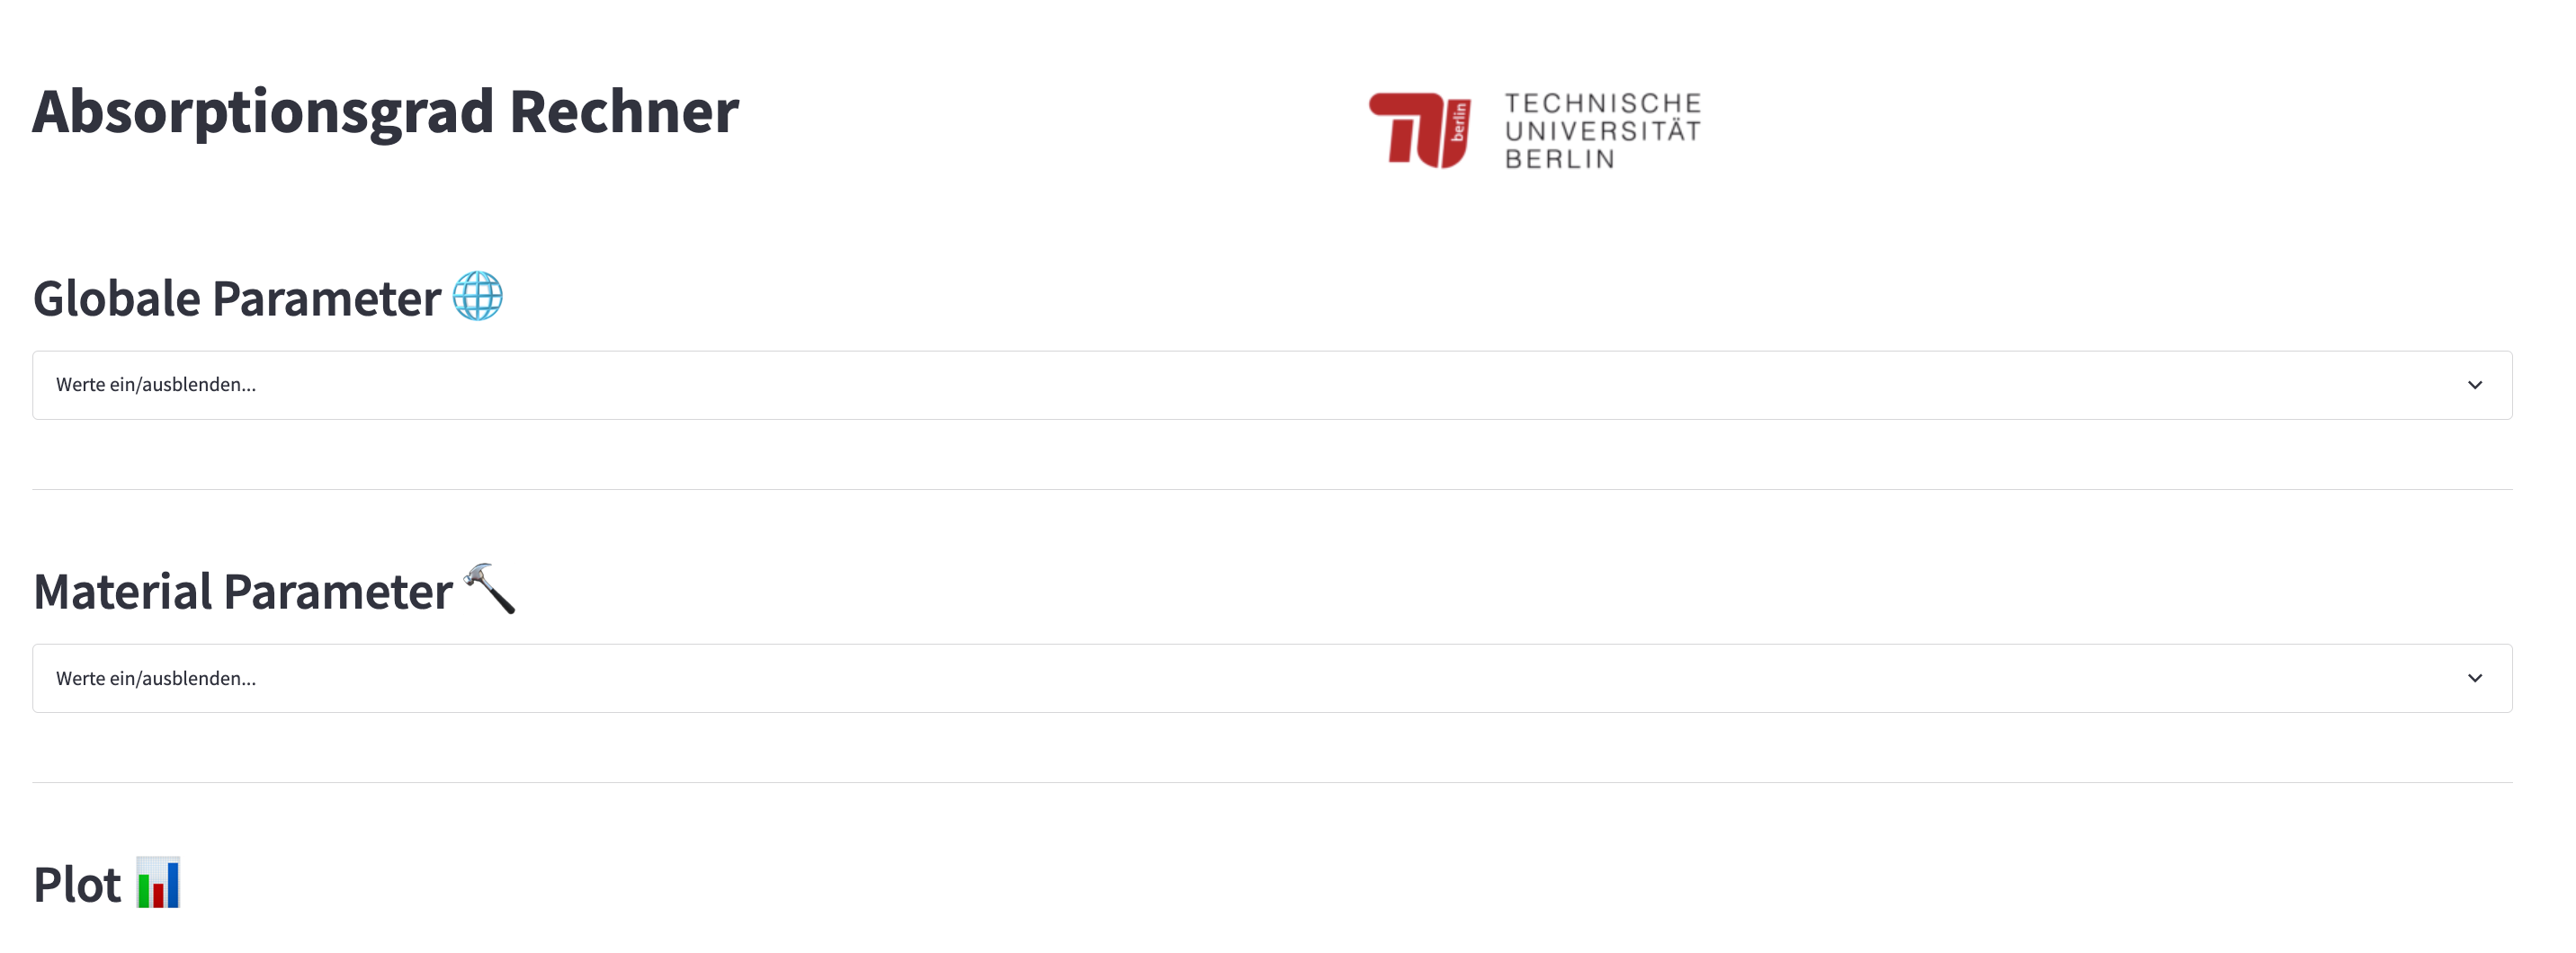 Absorptionsgrad Rechner
berlin
TECHNISCHE
UNIVERSITÄT
BERLIN
Globale Parameter 🌐
Werte ein/ausblenden...
Material Parameter 🔨
Werte ein/ausblenden...
Plot 📊